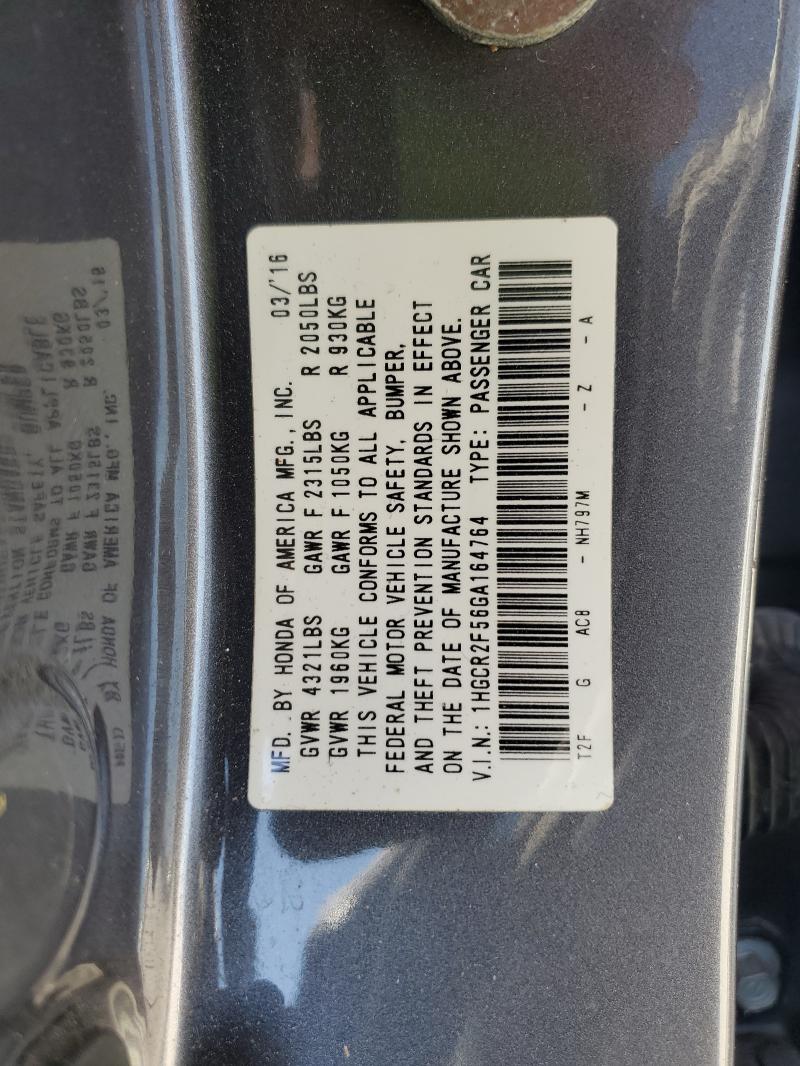 MFD. BY HONDA OF AMERICA MFG., INC. 03/'16
GVWR 4321LBS GAWR F 2315LBS R 2050LBS
GVWR 1960KG GAWR F 1050KG R 930KG
THIS VEHICLE CONFORMS TO ALL APPLICABLE
FEDERAL MOTOR VEHICLE SAFETY, BUMPER,
AND THEFT PREVENTION STANDARDS IN EFFECT
ON THE DATE OF MANUFACTURE SHOWN ABOVE.
V.I.N.: 1HGCR2F56GA164764 TYPE: PASSENGER CAR
T2F G AC8 - NH797M - Z - A